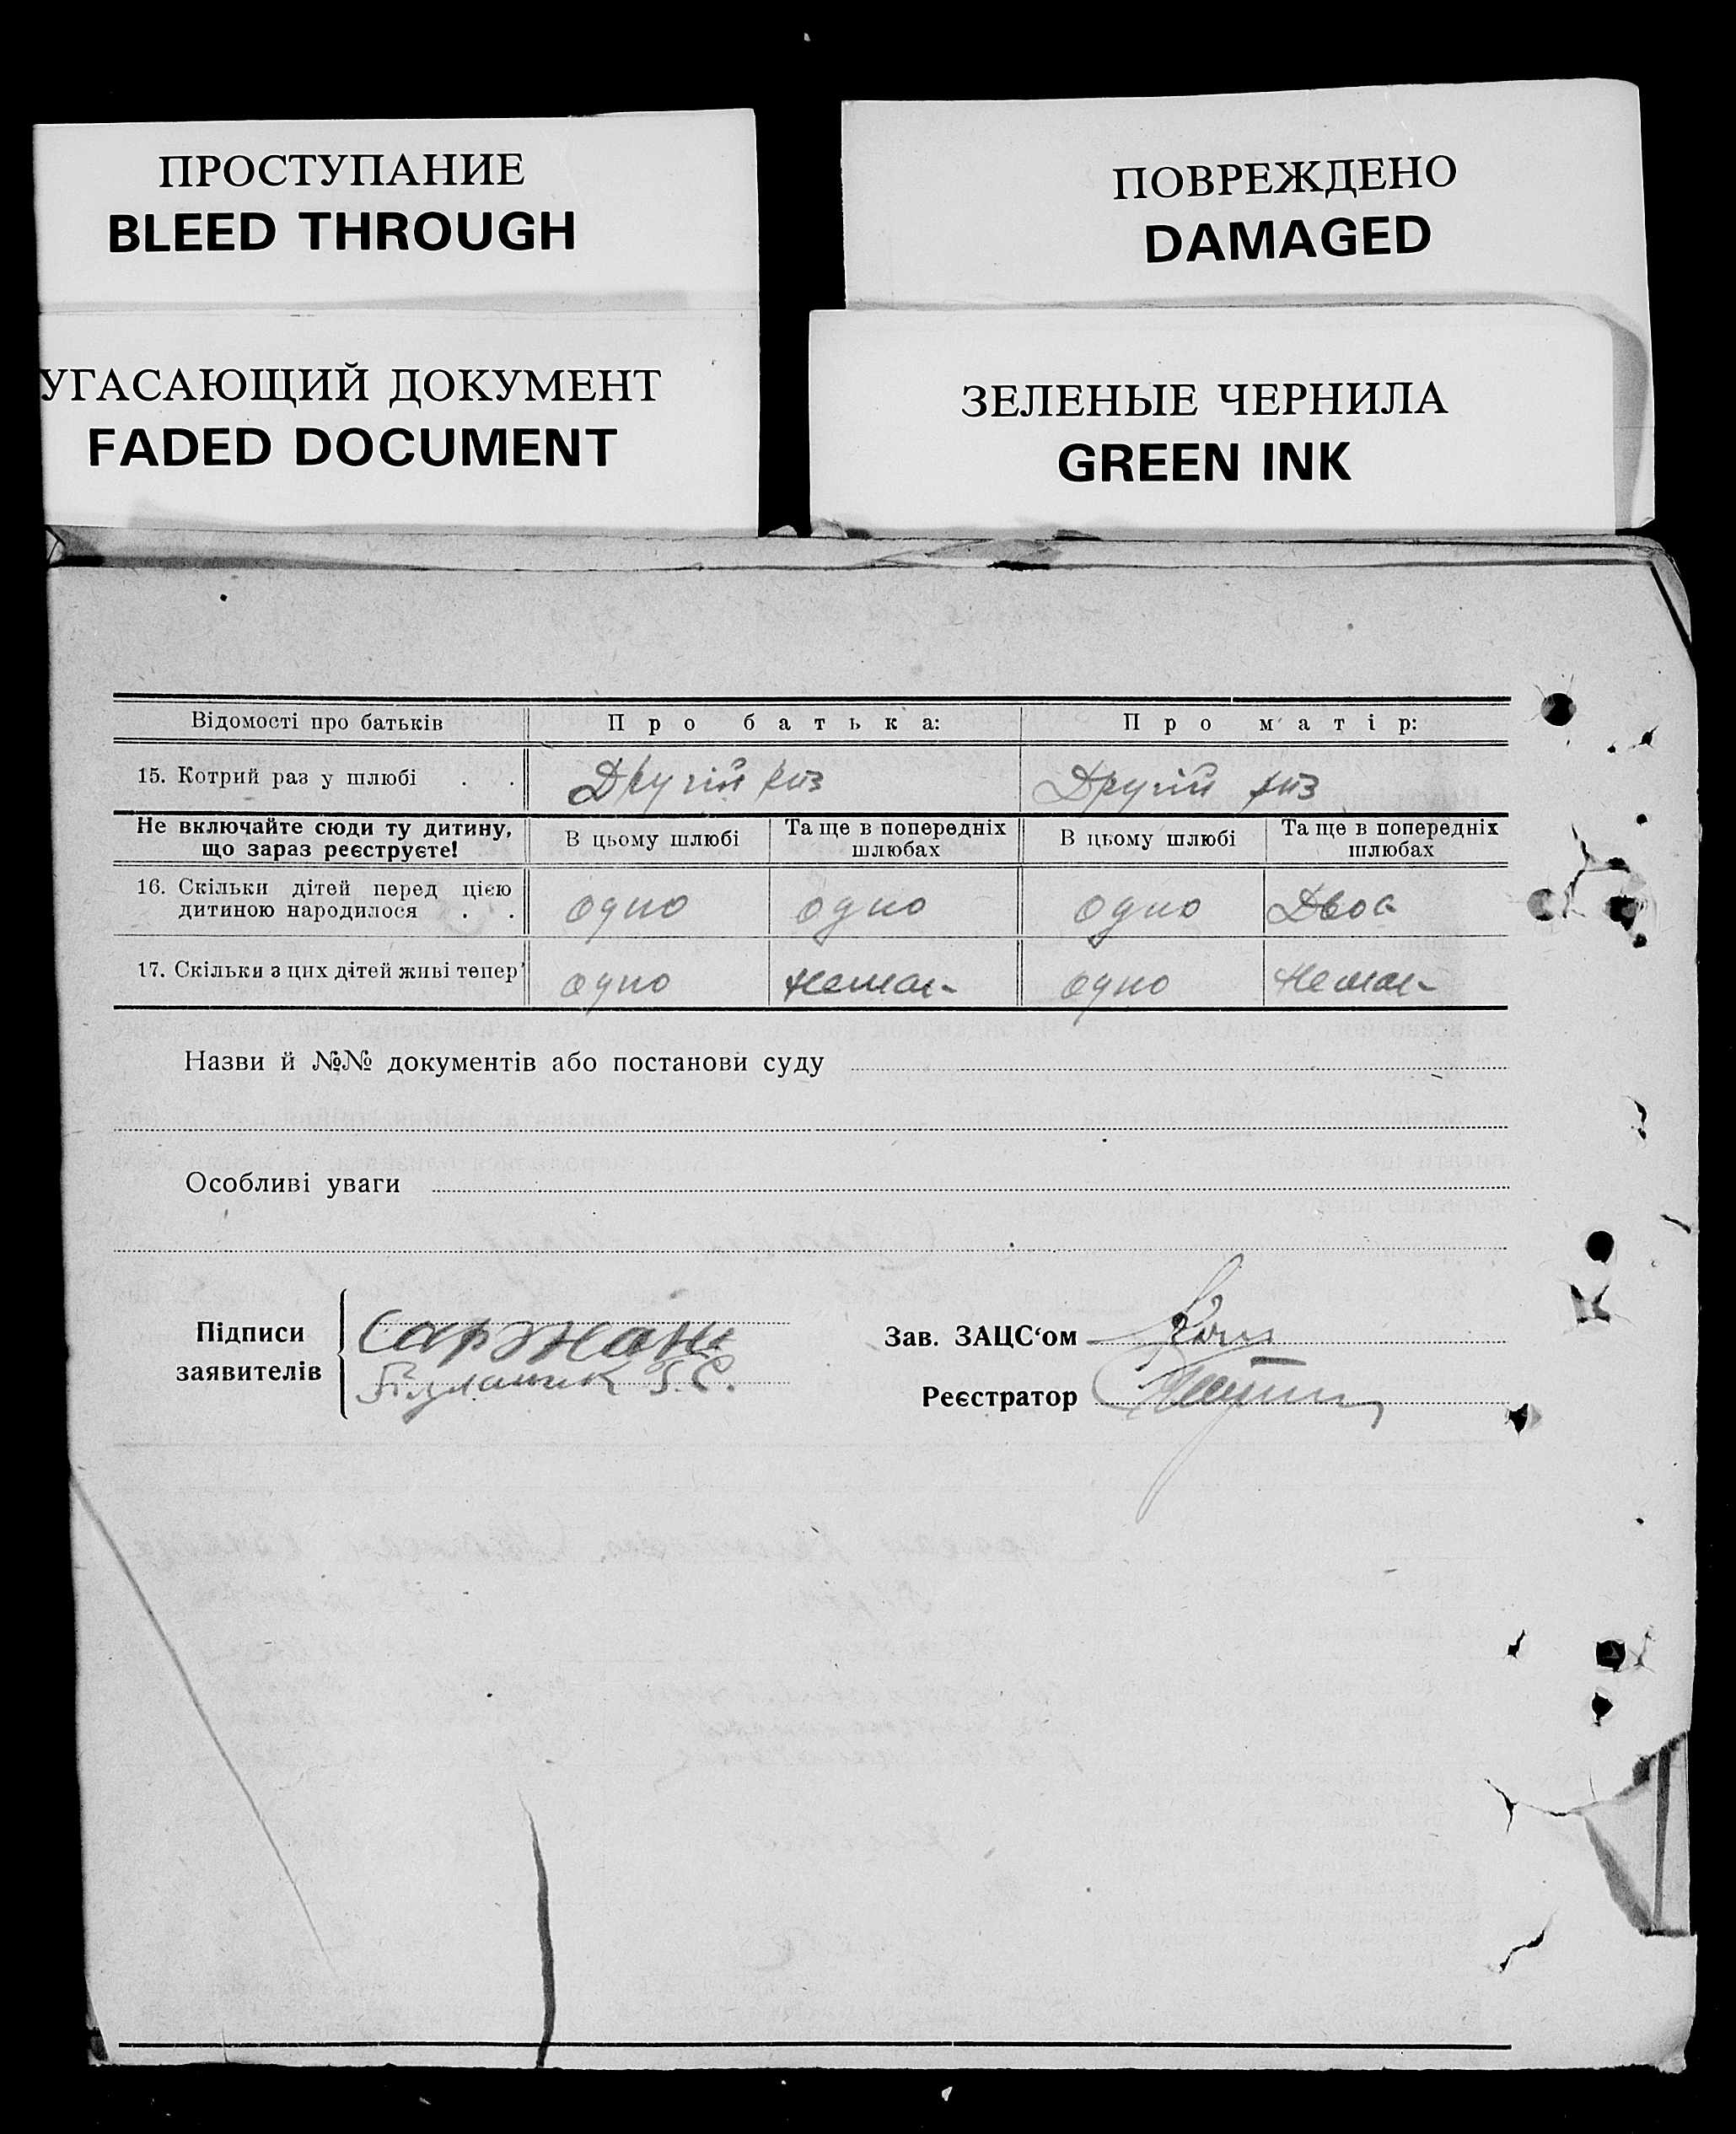 ПРОСТУПАНИЕ
BLEED THROUGH
ПОВРЕЖДЕНО
DAMAGED
УГАСАЮЩИЙ ДОКУМЕНТ
FADED DOCUMENT
ЗЕЛЕНЫЕ ЧЕРНИЛА
GREEN INK
Відомості про батьків Про батька: Про матір:
15. Котрий раз у шлюбі . . Другий раз Другий раз
Не включайте сюди ту дитину, що зараз реєструєте! В цьому шлюбі Та ще в попередніх шлюбах В цьому шлюбі Та ще в попередніх шлюбах
16. Скільки дітей перед цією дитиною народилося . . одно одно одно Двоє
17. Скільки з цих дітей живі тепер одно немає одно немає
Назви й №№ документів або постанови суду
Особливі уваги
Підписи заявителів
Саржан
Т. С.
Зав. ЗАЦС'ом
Реєстратор